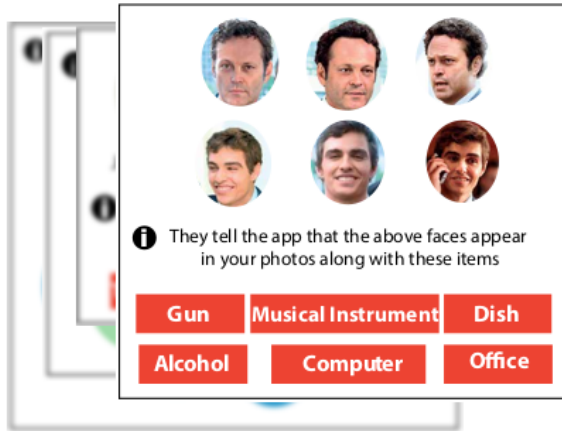 They tell the app that the above faces appear
in your photos along with these items
Gun Musical Instrument Dish
Alcohol Computer Office